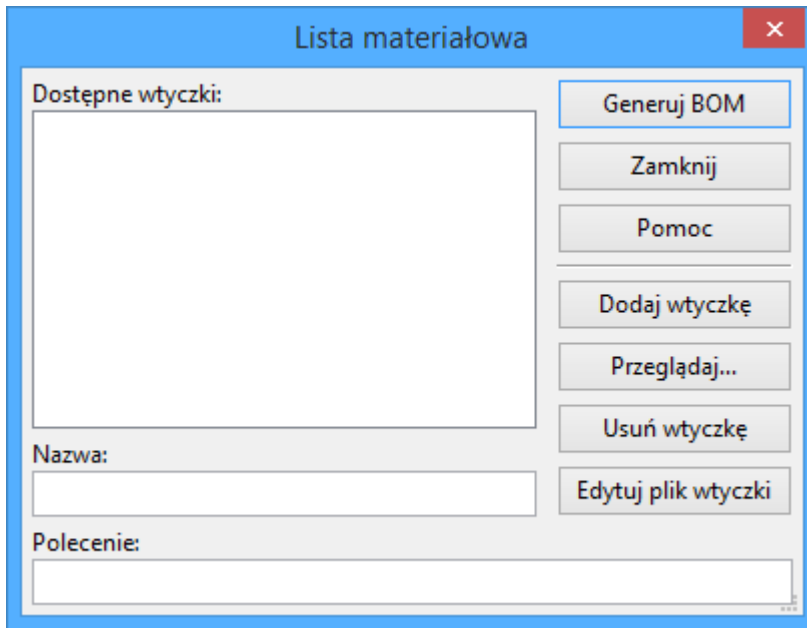 Lista materiałowa
Dostępne wtyczki:
Generuj BOM
Zamknij
Pomoc
Dodaj wtyczkę
Przeglądaj...
Usuń wtyczkę
Nazwa:
Edytuj plik wtyczki
Polecenie: